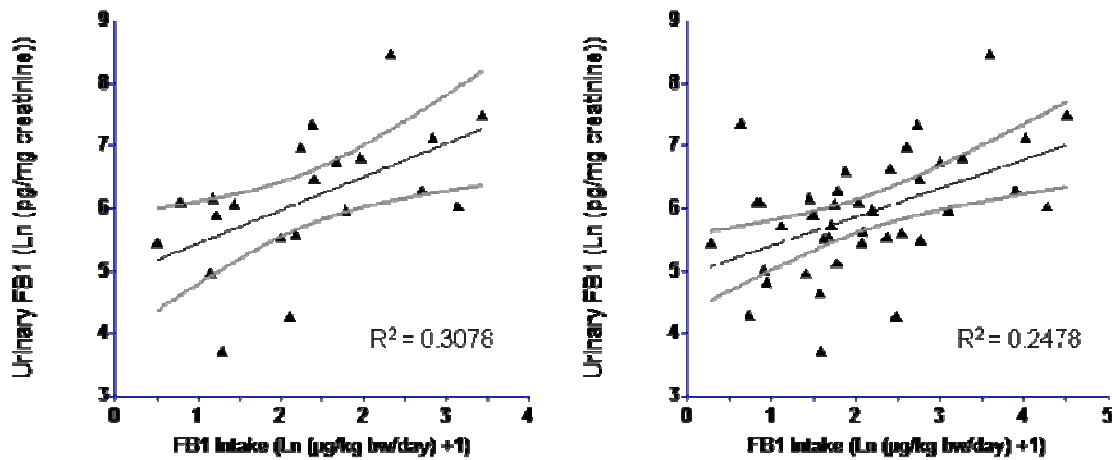 Urinary FB1 (Ln (pg/mg creatinine))
9
8
7
6
5
4
3
R² = 0.3078
0 1 2 2 3 4
FB1 Intake (Ln (µg/kg bw/day) +1)
Urinary FB1 (Ln (pg/mg creatinine))
9
8
7
6
5
4
3
R² = 0.2478
0 1 2 3 4 5
FB1 Intake (Ln (µg/kg bw/day) +1)